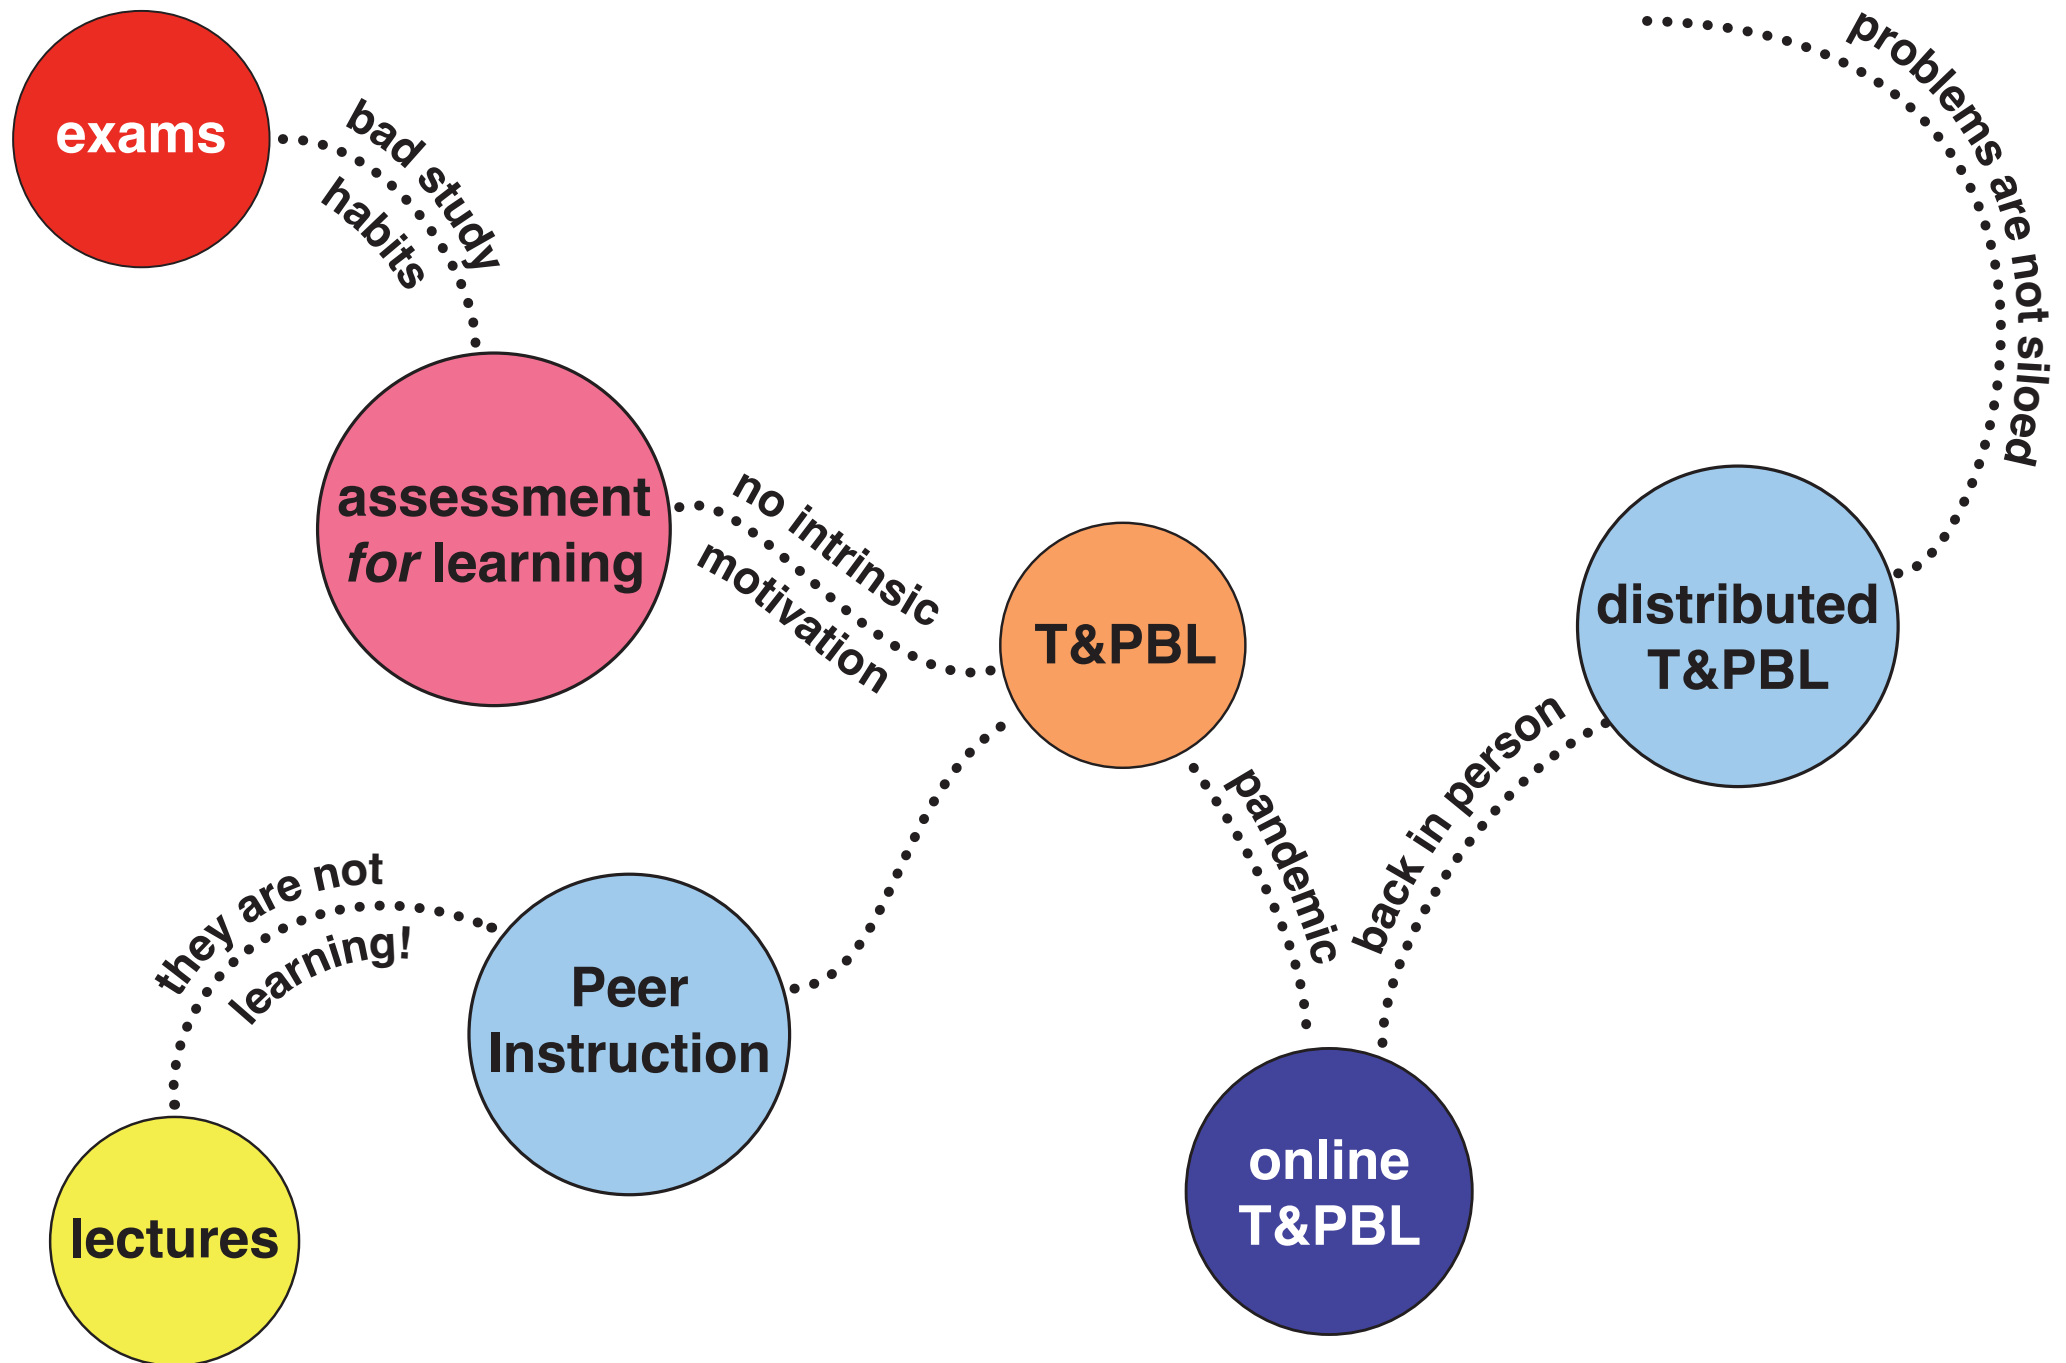 exams
bad study
habits
assessment
for learning
no intrinsic
motivation
T&PBL
they are not
learning!
Peer
Instruction
lectures
pandemic
online
T&PBL
back in person
distributed
T&PBL
problems are not siloed